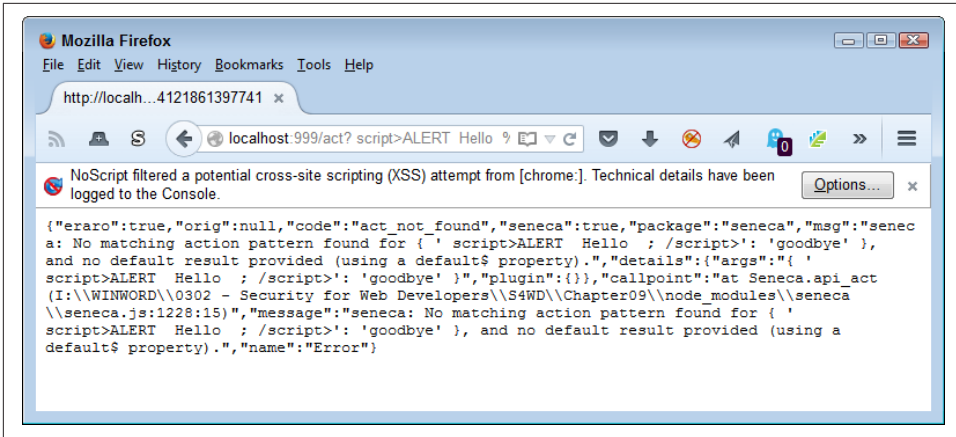 Mozilla Firefox
File Edit View History Bookmarks Tools Help
http://localh...4121861397741 ×
S localhost:999/act? script>ALERT Hello 0 »
NoScript filtered a potential cross-site scripting (XSS) attempt from [chrome:]. Technical details have been
logged to the Console.
Options... ×
{"eraro":true,"orig":null,"code":"act_not_found","seneca":true,"package":"seneca","msg":"senec
a: No matching action pattern found for { ' script>ALERT  Hello  ; /script>': 'goodbye' },
and no default result provided (using a default$ property).","details":{"args":"{ '
script>ALERT  Hello  ; /script>': 'goodbye' }","plugin":{}},"callpoint":"at Seneca.api_act
(I:\\WINWORD\\0302 - Security for Web Developers\\S4WD\\Chapter09\\node_modules\\seneca
\\seneca.js:1228:15)","message":"seneca: No matching action pattern found for { '
script>ALERT  Hello  ; /script>': 'goodbye' }, and no default result provided (using a
default$ property).","name":"Error"}